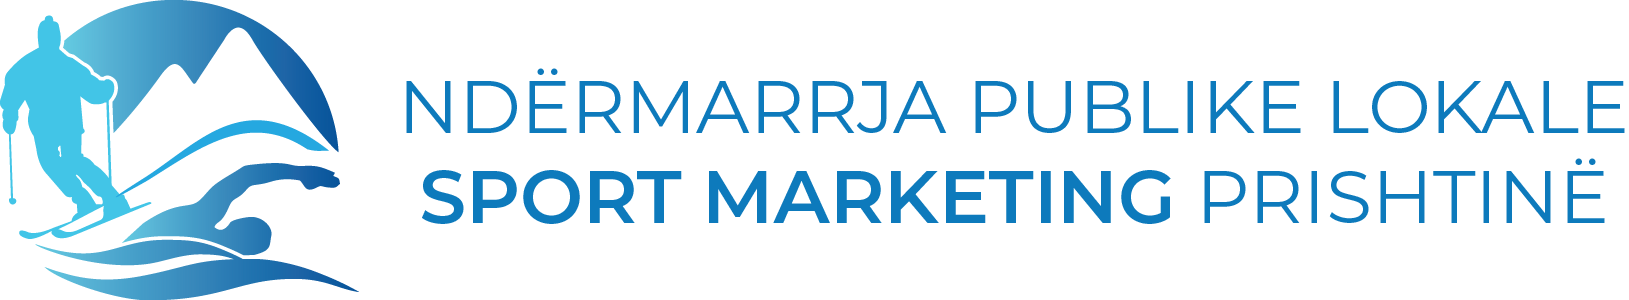 NDËRMARRJA PUBLIKE LOKALE
SPORT MARKETING PRISHTINË